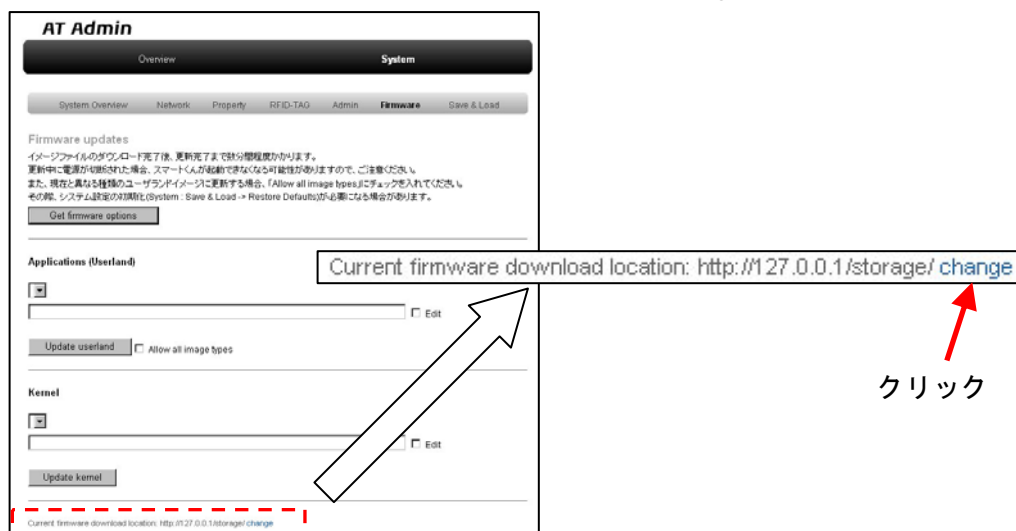 AT Admin
Overview System
System Overview Network Property RFID-TAG Admin Firmware Save & Load
Firmware updates
イメージファイルのダウンロード完了後、更新完了まで数分間程度かかります。
更新中に電源が切断された場合、スマートくんが起動できなくなる可能性がありますので、ご注意ください。
また、現在と異なる種類のユーザランドイメージに更新する場合、「Allow all image types」にチェックを入れてください。
その際、システム設定の初期化(System : Save & Load -> Restore Defaults)が必要になる場合があります。
Get firmware options
Applications (Userland)
Current firmware download location: http://127.0.0.1/storage/ change
Edit
Update userland Allow all image types
クリック
Kernel
Edit
Update kernel
Current firmware download location: http://127.0.0.1/storage/ change